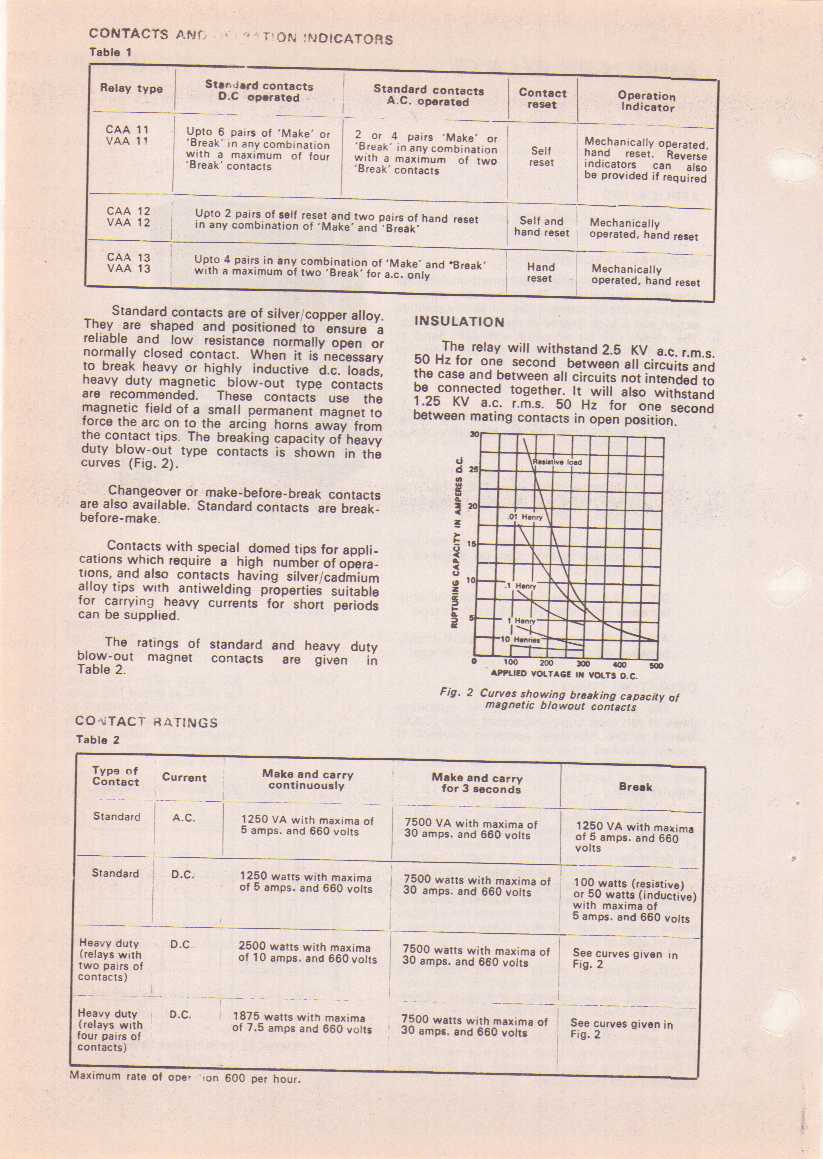 CONTACTS AND INDICATORS
Table 1
Relay type
Standard contacts
D.C operated
Standard contacts
A.C. operated
Contact
reset
Operation
Indicator
CAA 11
VAA 11
Upto 6 pairs of 'Make' or
'Break' in any combination
with a maximum of four
'Break' contacts
2 or 4 pairs 'Make' or
'Break' in any combination
with a maximum of two
'Break' contacts
Self
reset
Mechanically operated,
hand reset. Reverse
indicators can also
be provided if required
CAA 12
VAA 12
Upto 2 pairs of self reset and two pairs of hand reset
in any combination of 'Make' and 'Break'
Self and
hand reset
Mechanically
operated, hand reset
CAA 13
VAA 13
Upto 4 pairs in any combination of 'Make' and 'Break'
with a maximum of two 'Break' for a.c. only
Hand
reset
Mechanically
operated, hand reset
Standard contacts are of silver/copper alloy.
They are shaped and positioned to ensure a
reliable and low resistance normally open or
normally closed contact. When it is necessary
to break heavy or highly inductive d.c. loads,
heavy duty magnetic blow-out type contacts
are recommended. These contacts use the
magnetic field of a small permanent magnet to
force the arc on to the arcing horns away from
the contact tips. The breaking capacity of heavy
duty blow-out type contacts is shown in the
curves (Fig. 2).
Changeover or make-before-break contacts
are also available. Standard contacts are break-
before-make.
Contacts with special domed tips for appli-
cations which require a high number of opera-
tions, and also contacts having silver/cadmium
alloy tips with antiwelding properties suitable
for carrying heavy currents for short periods
can be supplied.
The ratings of standard and heavy duty
blow-out magnet contacts are given in
Table 2.
INSULATION
The relay will withstand 2.5 KV a.c. r.m.s.
50 Hz for one second between all circuits and
the case and between all circuits not intended to
be connected together. It will also withstand
1.25 KV a.c. r.m.s. 50 Hz for one second
between mating contacts in open position.
RUPTURING CAPACITY IN AMPERES D.C.
30
25
20
15
10
5
Resistive load
.01 Henry
.1 Henry
1 Henry
10 Henries
0 100 200 300 400 500
APPLIED VOLTAGE IN VOLTS D.C.
Fig. 2 Curves showing breaking capacity of
magnetic blowout contacts
CONTACT RATINGS
Table 2
Type of
Contact
Current
Make and carry
continuously
Make and carry
for 3 seconds
Break
Standard
A.C.
1250 VA with maxima of
5 amps. and 660 volts
7500 VA with maxima of
30 amps. and 660 volts
1250 VA with maxima
of 5 amps. and 660
volts
Standard
D.C.
1250 watts with maxima
of 5 amps. and 660 volts
7500 watts with maxima of
30 amps. and 660 volts
100 watts (resistive)
or 50 watts (inductive)
with maxima of
5 amps. and 660 volts
Heavy duty
(relays with
two pairs of
contacts)
D.C.
2500 watts with maxima
of 10 amps. and 660 volts
7500 watts with maxima of
30 amps. and 660 volts
See curves given in
Fig. 2
Heavy duty
(relays with
four pairs of
contacts)
D.C.
1875 watts with maxima
of 7.5 amps and 660 volts
7500 watts with maxima of
30 amps. and 660 volts
See curves given in
Fig. 2
Maximum rate of 600 per hour.